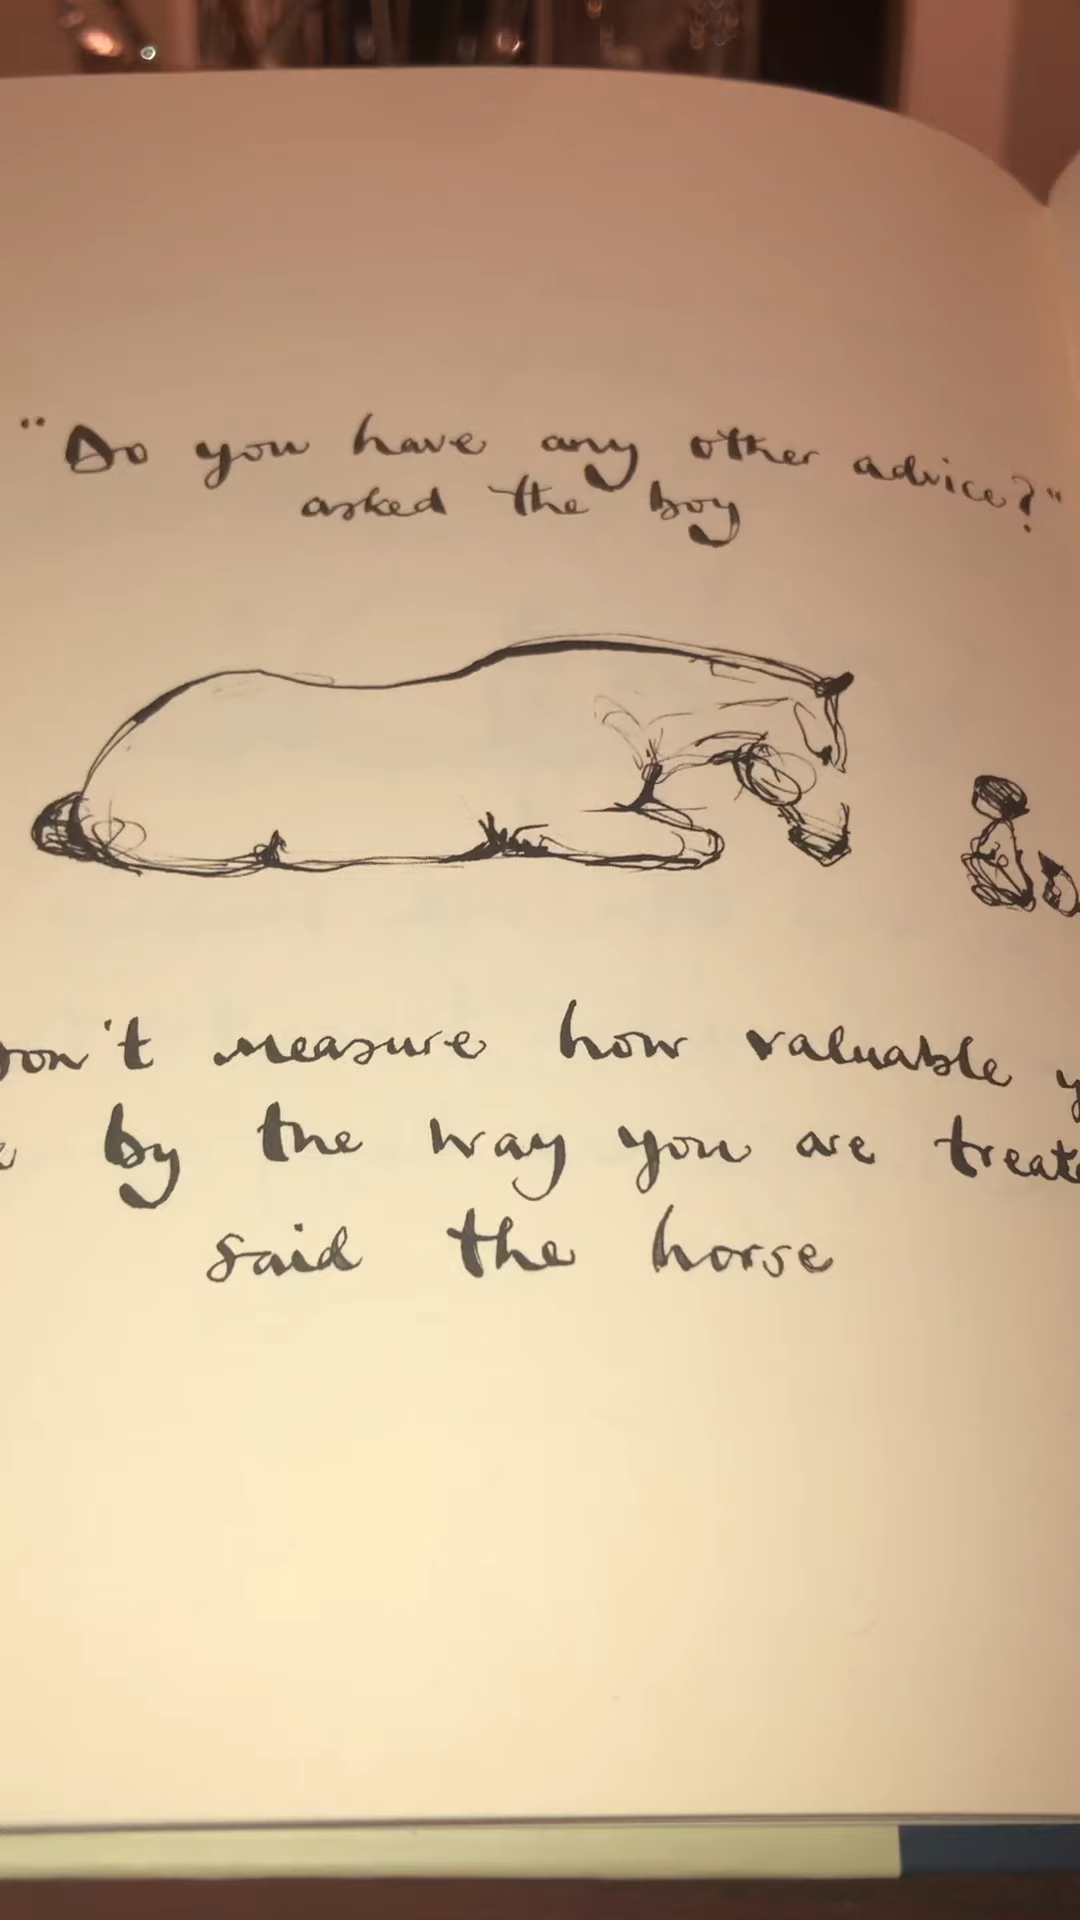 "Do you have any other advice?"
asked the boy
on't measure how valuable y
e by the way you are treate
said the horse